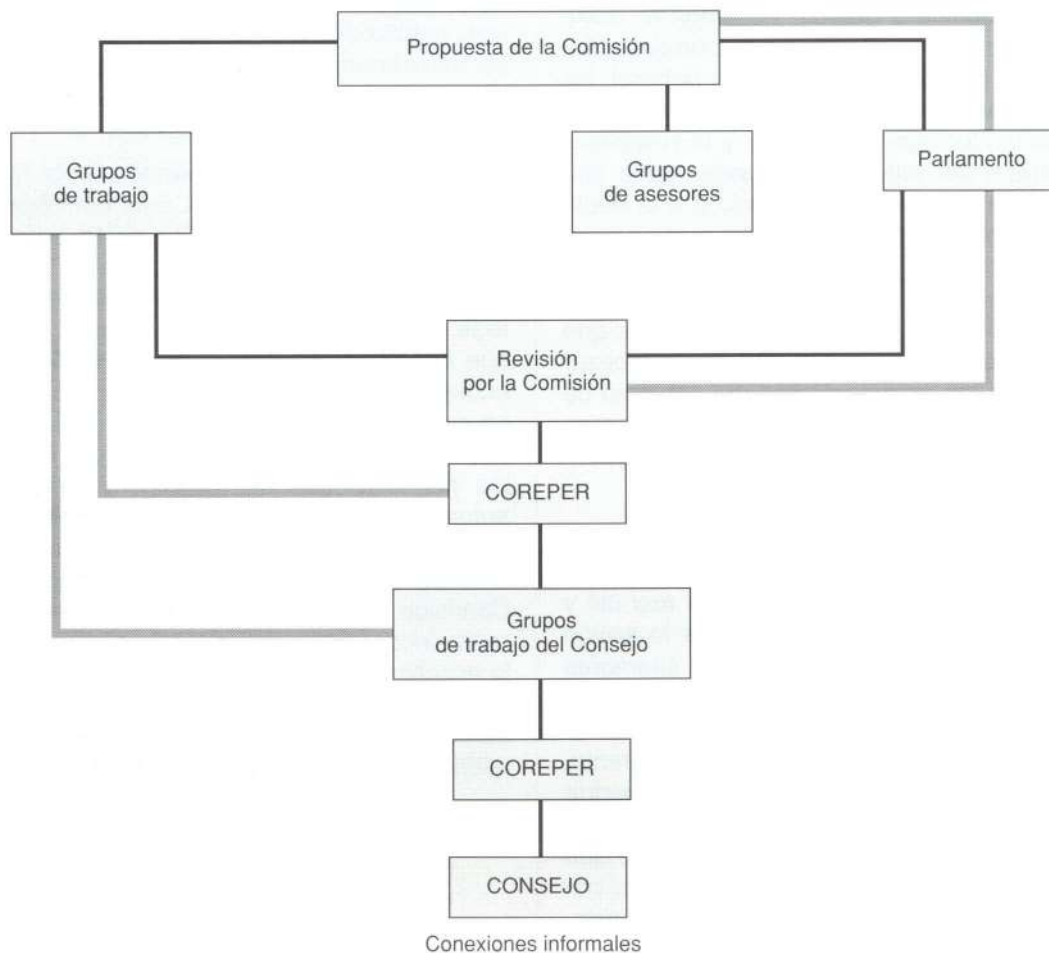 Propuesta de la Comisión
Grupos
de trabajo
Grupos
de asesores
Parlamento
Revisión
por la Comisión
COREPER
Grupos
de trabajo del Consejo
COREPER
CONSEJO
Conexiones informales